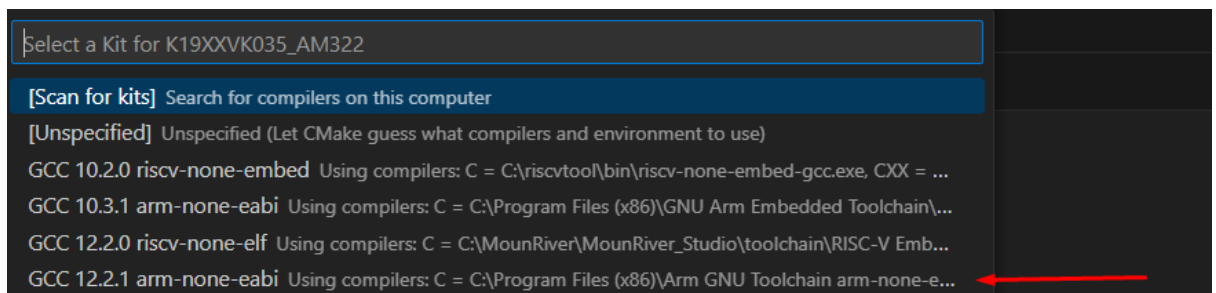 Select a Kit for K19XXVK035_AM322
[Scan for kits] Search for compilers on this computer
[Unspecified] Unspecified (Let CMake guess what compilers and environment to use)
GCC 10.2.0 riscv-none-embed Using compilers: C = C:\riscvtool\bin\riscv-none-embed-gcc.exe, CXX = ...
GCC 10.3.1 arm-none-eabi Using compilers: C = C:\Program Files (x86)\GNU Arm Embedded Toolchain\...
GCC 12.2.0 riscv-none-elf Using compilers: C = C:\MounRiver\MounRiver_Studio\toolchain\RISC-V Emb...
GCC 12.2.1 arm-none-eabi Using compilers: C = C:\Program Files (x86)\Arm GNU Toolchain arm-none-e...